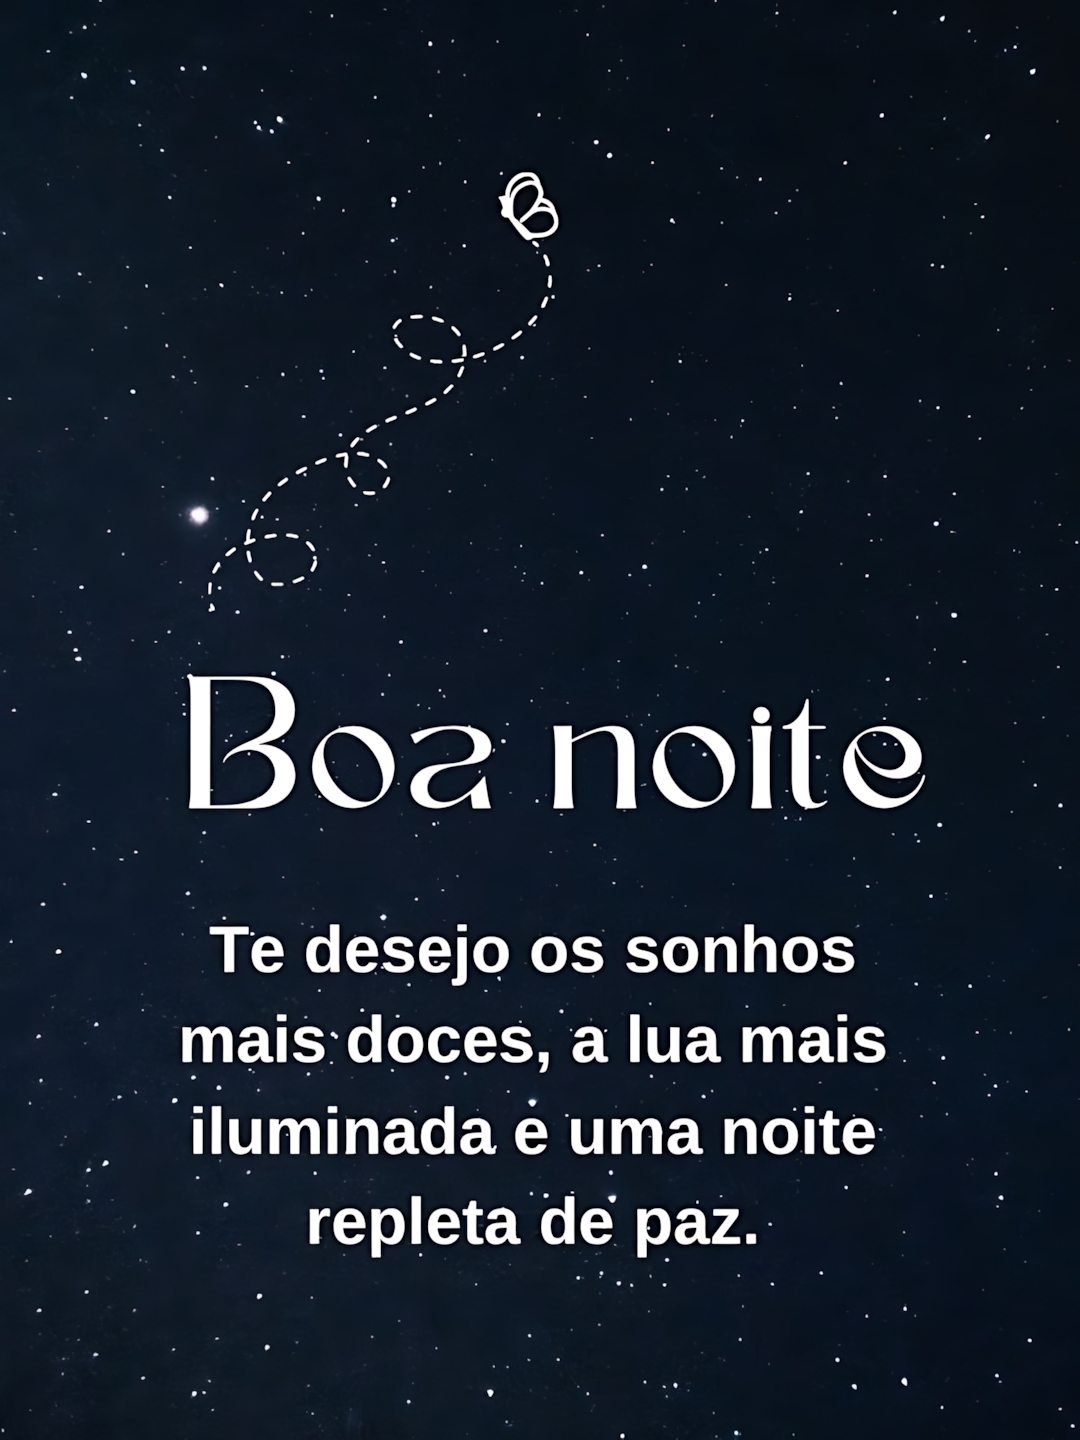 Boa noite
Te desejo os sonhos
mais doces, a lua mais
iluminada e uma noite
repleta de paz.